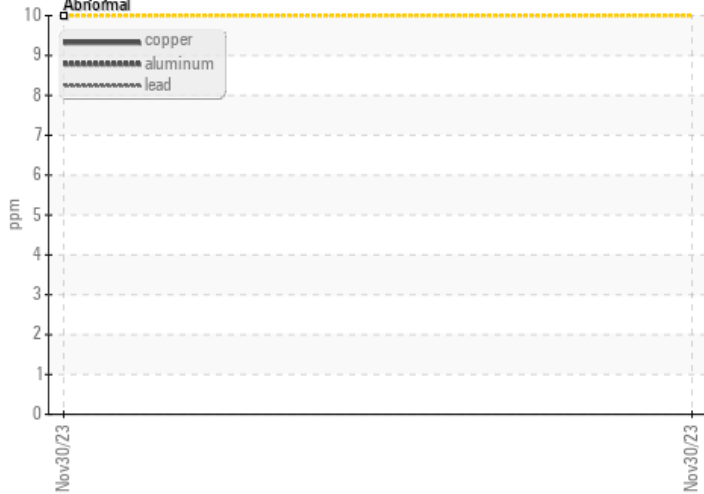 Abnormal
10
copper
9
aluminum
lead
8
7
6
ppm
5
4
3
2
1
0
Nov30/23
Nov30/23